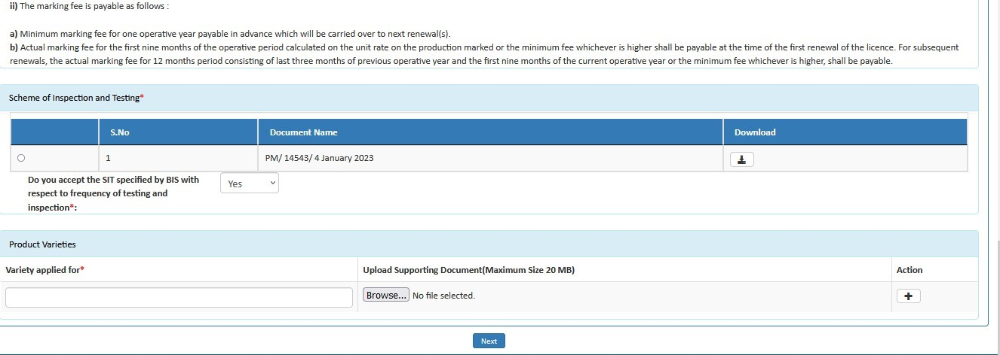 ii) The marking fee is payable as follows :
a) Minimum marking fee for one operative year payable in advance which will be carried over to next renewal(s).
b) Actual marking fee for the first nine months of the operative period calculated on the unit rate on the production marked or the minimum fee whichever is higher shall be payable at the time of the first renewal of the licence. For subsequent
renewals, the actual marking fee for 12 months period consisting of last three months of previous operative year and the first nine months of the current operative year or the minimum fee whichever is higher, shall be payable.
Scheme of Inspection and Testing*
S.No Document Name Download
1 PM/ 14543/ 4 January 2023
Do you accept the SIT specified by BIS with
respect to frequency of testing and
inspection*:
Yes
Product Varieties
Variety applied for* Upload Supporting Document(Maximum Size 20 MB) Action
Browse... No file selected.
Next